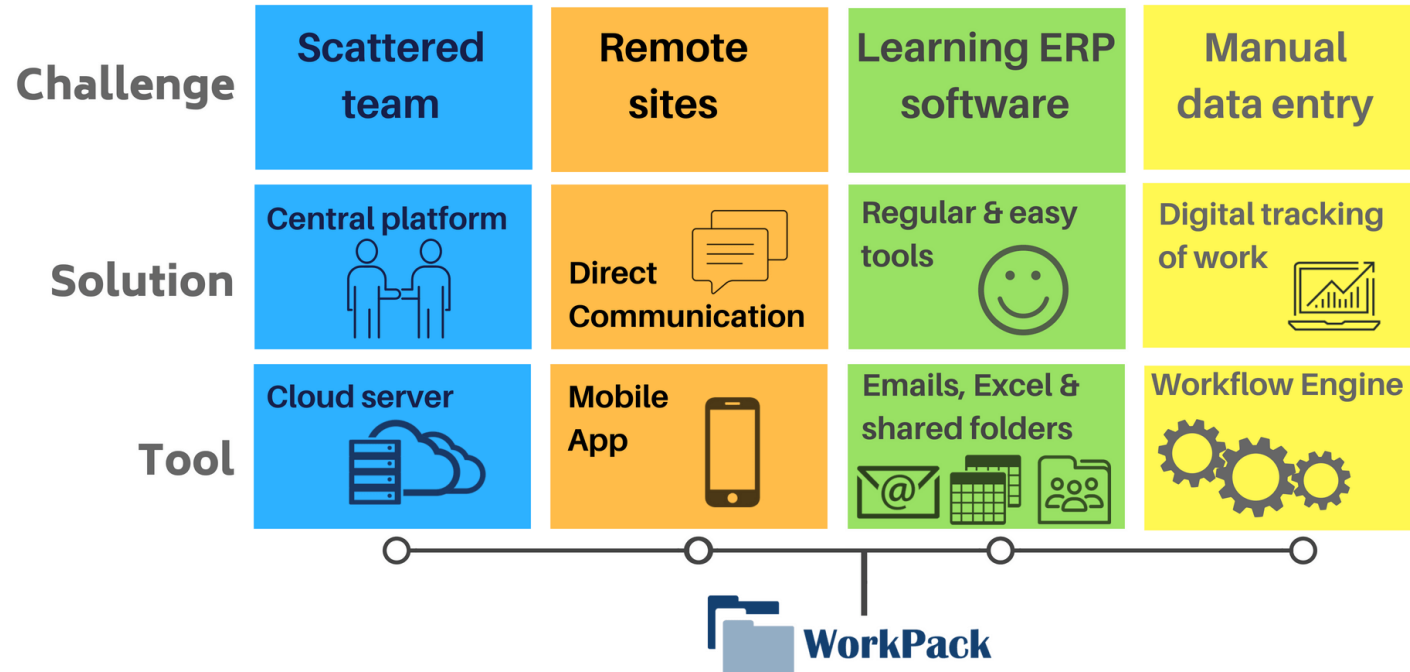 Challenge
Scattered
team
Remote
sites
Learning ERP
software
Manual
data entry
Solution
Central platform
Direct
Communication
Regular & easy
tools
Digital tracking
of work
Tool
Cloud server
Mobile
App
Emails, Excel &
shared folders
@
Workflow Engine
WorkPack